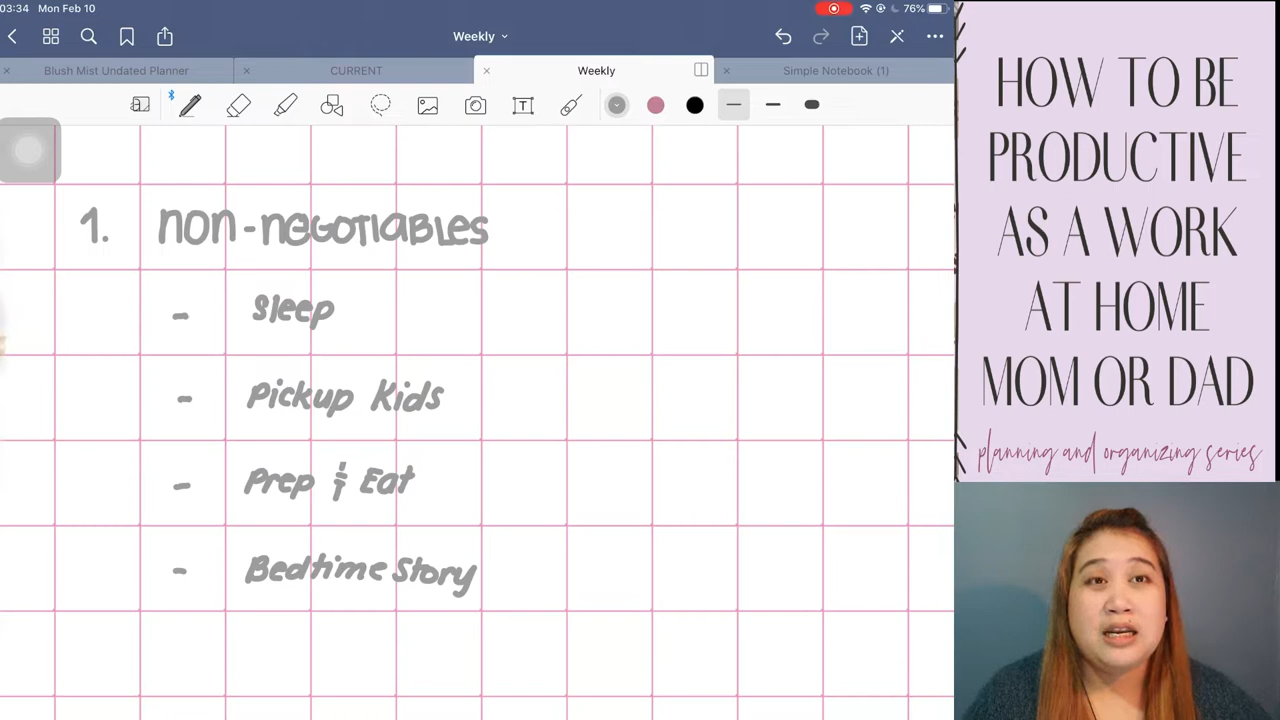 03:34 Mon Feb 10
76%
Weekly
Blush Mist Undated Planner
CURRENT
Weekly
Simple Notebook (1)
T
1. non-negotiables
- Sleep
- Pickup Kids
- Prep & Eat
- Bedtime Story
HOW TO BE
PRODUCTIVE
AS A WORK
AT HOME
MOM OR DAD
planning and organizing series